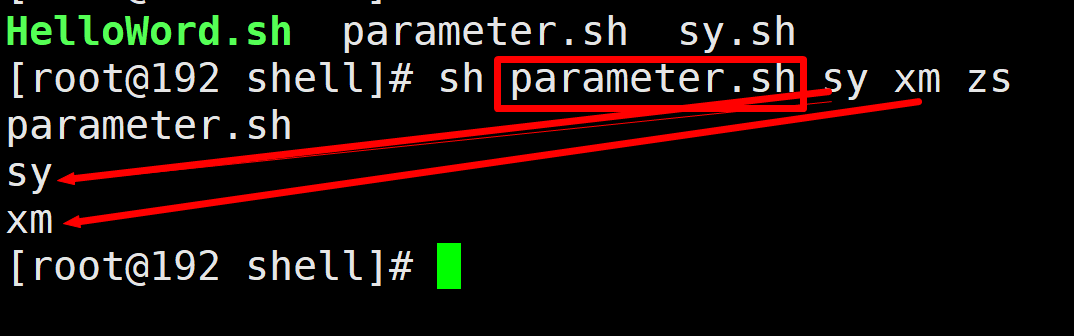 HelloWord.sh parameter.sh sy.sh
[root@192 shell]# sh parameter.sh sy xm zs
parameter.sh
sy
xm
[root@192 shell]#